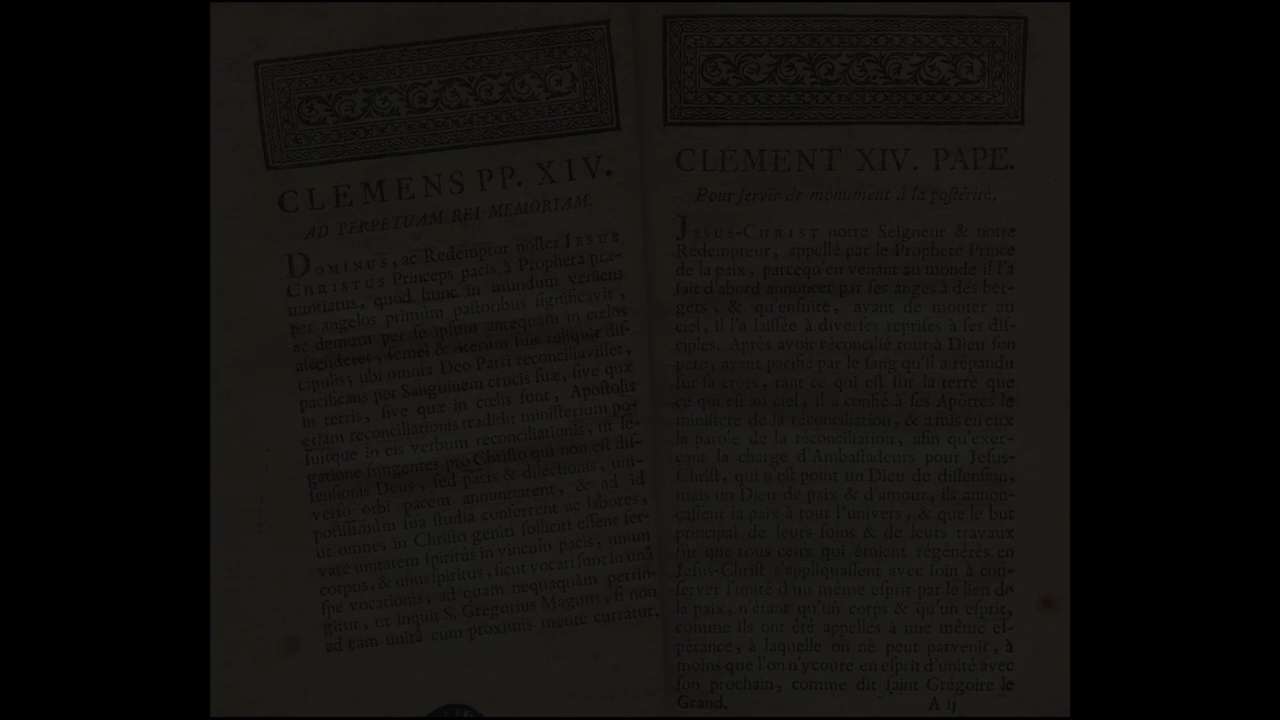 CLEMENS PP. XIV.
AD PERPETUAM REI MEMORIAM.
DOMINUS, ac Redemptor noſter JESUS
CHRISTUS Princeps pacis à Propheta præ-
nuntiatus, quod hunc in mundum veniens
per angelos primùm paſtoribus ſignificavit,
ac demum per ſe ipſum antequam in cœlos
aſcenderet, ſemel & iterum ſuis reliquit diſ-
cipulis; ubi omnia Deo Patri reconciliaviſſet,
pacificans per Sanguinem crucis ſuæ, ſive quæ
in terris, ſive quæ in cœlis ſunt, Apoſtolis
etiam reconciliationis tradidit miniſterium po-
ſuitque in eis verbum reconciliationis, ut le-
gatione fungentes pro Chriſto qui non eſt diſ-
ſenſionis Deus, ſed pacis & dilectionis, uni-
verſo orbi pacem annuntiarent, & ad id
potiſſimùm ſua ſtudia conferrent ac labores,
ut omnes in Chriſto geniti ſolliciti eſſent ſer-
vare unitatem ſpiritûs in vinculo pacis, unum
corpus, & unus ſpiritus, ſicut vocati ſunt in unâ
ſpe vocationis, ad quam nequaquàm pertin-
gitur, ut inquit S. Gregorius Magnus, ſi non
ad eam unitâ cum proximis mente curratur.
CLEMENT XIV. PAPE.
Pour ſervir de monument à la poſtérité.
JESUS-CHRIST notre Seigneur & notre
Redempteur, appellé par le Prophete Prince
de la paix, parcequ'en venant au monde il l'a
fait d'abord annoncer par ſes anges à des ber-
gers, & qu'enſuite, avant de monter au
ciel, il l'a laiſſée à diverſes repriſes à ſes diſ-
ciples. Après avoir réconcilié tout à Dieu ſon
pere, ayant pacifié par le ſang qu'il a répandu
ſur ſa croix, tant ce qui eſt ſur la terre que
ce qui eſt au ciel, il a confié à ſes Apôtres le
miniſtere de la réconciliation, & a mis en eux
la parole de la réconciliation, afin qu'exer-
çant la charge d'Ambaſſadeurs pour Jeſus-
Chriſt, qui n'eſt point un Dieu de diſſenſion,
mais un Dieu de paix & d'amour, ils annon-
çaſſent la paix à tout l'univers, & que le but
principal de leurs ſoins & de leurs travaux
fût que tous ceux qui étoient régénérés en
Jeſus-Chriſt s'appliquaſſent avec ſoin à con-
ſerver l'unité d'un même eſprit par le lien de
la paix, n'étant qu'un corps & qu'un eſprit,
comme ils ont été appellés à une même eſ-
pérance, à laquelle on ne peut parvenir, à
moins que l'on n'y coure en eſprit d'unité avec
ſon prochain, comme dit ſaint Grégoire le
Grand.
A ij